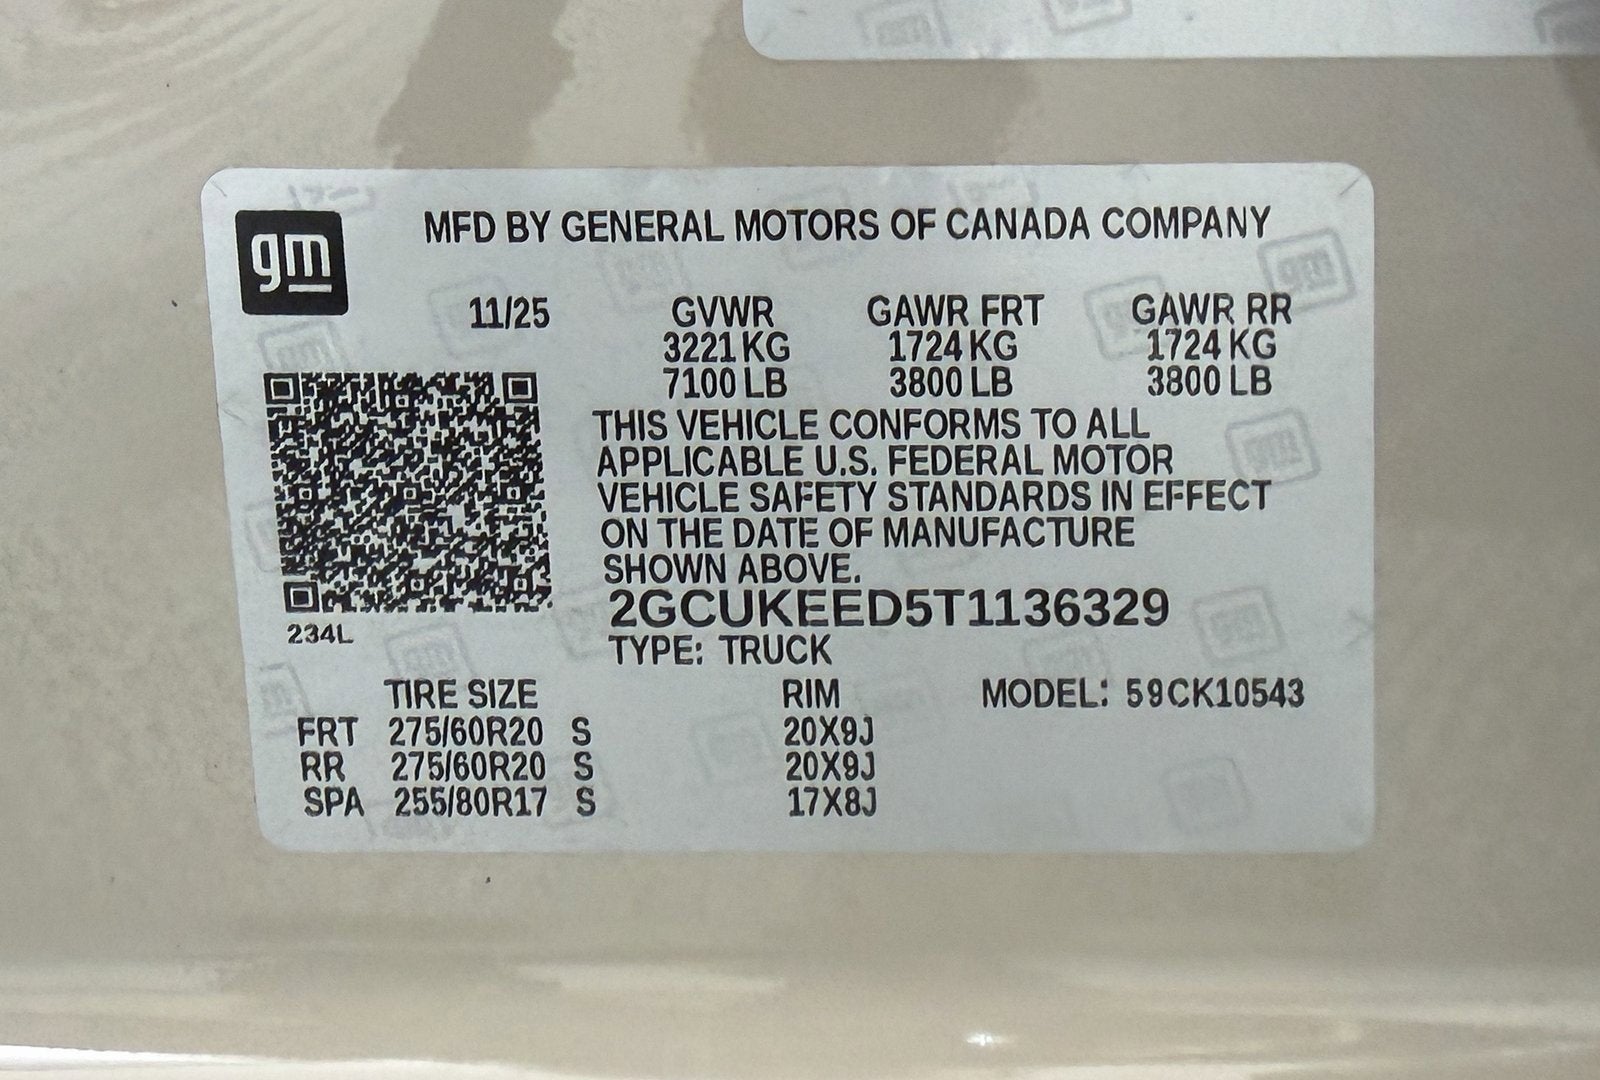 gm
MFD BY GENERAL MOTORS OF CANADA COMPANY
11/25 GVWR GAWR FRT GAWR RR
3221 KG 1724 KG 1724 KG
7100 LB 3800 LB 3800 LB
THIS VEHICLE CONFORMS TO ALL
APPLICABLE U.S. FEDERAL MOTOR
VEHICLE SAFETY STANDARDS IN EFFECT
ON THE DATE OF MANUFACTURE
SHOWN ABOVE.
2GCUKEED5T1136329
234L
TYPE: TRUCK
TIRE SIZE RIM MODEL: 59CK10543
FRT 275/60R20 S 20X9J
RR 275/60R20 S 20X9J
SPA 255/80R17 S 17X8J